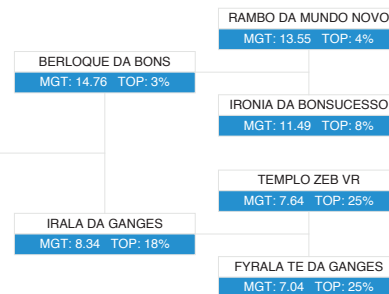 RAMBO DA MUNDO NOVO
MGT: 13.55 TOP: 4%
BERLOQUE DA BONS
MGT: 14.76 TOP: 3%
IRONIA DA BONSUCESSO
MGT: 11.49 TOP: 8%
TEMPLO ZEB VR
MGT: 7.64 TOP: 25%
IRALA DA GANGES
MGT: 8.34 TOP: 18%
FYRALA TE DA GANGES
MGT: 7.04 TOP: 25%